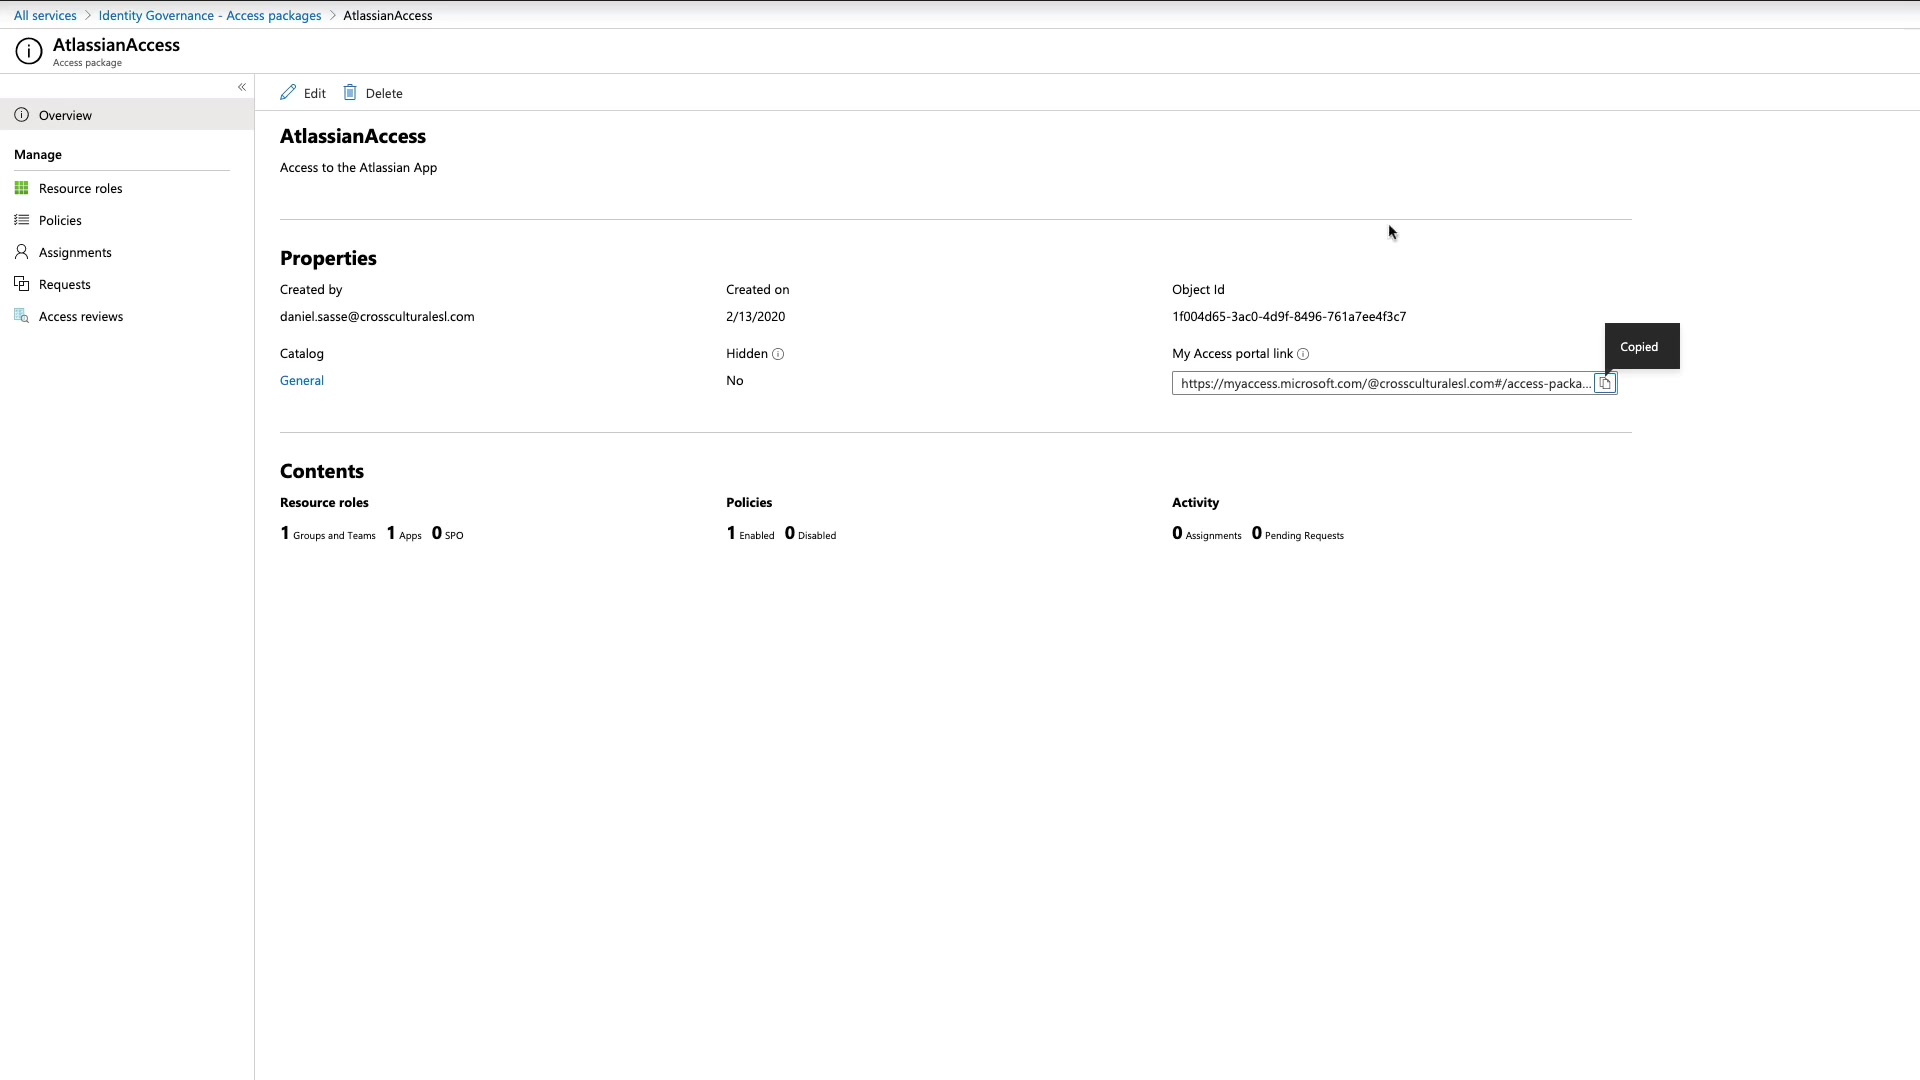 All services > Identity Governance - Access packages > AtlassianAccess
AtlassianAccess
Access package
«
Edit Delete
Overview
Manage
Resource roles
Policies
Assignments
Requests
Access reviews
AtlassianAccess
Access to the Atlassian App
Properties
Created by Created on Object Id
daniel.sasse@crossculturalesl.com 2/13/2020 1f004d65-3ac0-4d9f-8496-761a7ee4f3c7
Copied
Catalog Hidden My Access portal link
General No https://myaccess.microsoft.com/@crossculturalesl.com#/access-packa...
Contents
Resource roles Policies Activity
1 Groups and Teams 1 Apps 0 SPO 1 Enabled 0 Disabled 0 Assignments 0 Pending Requests